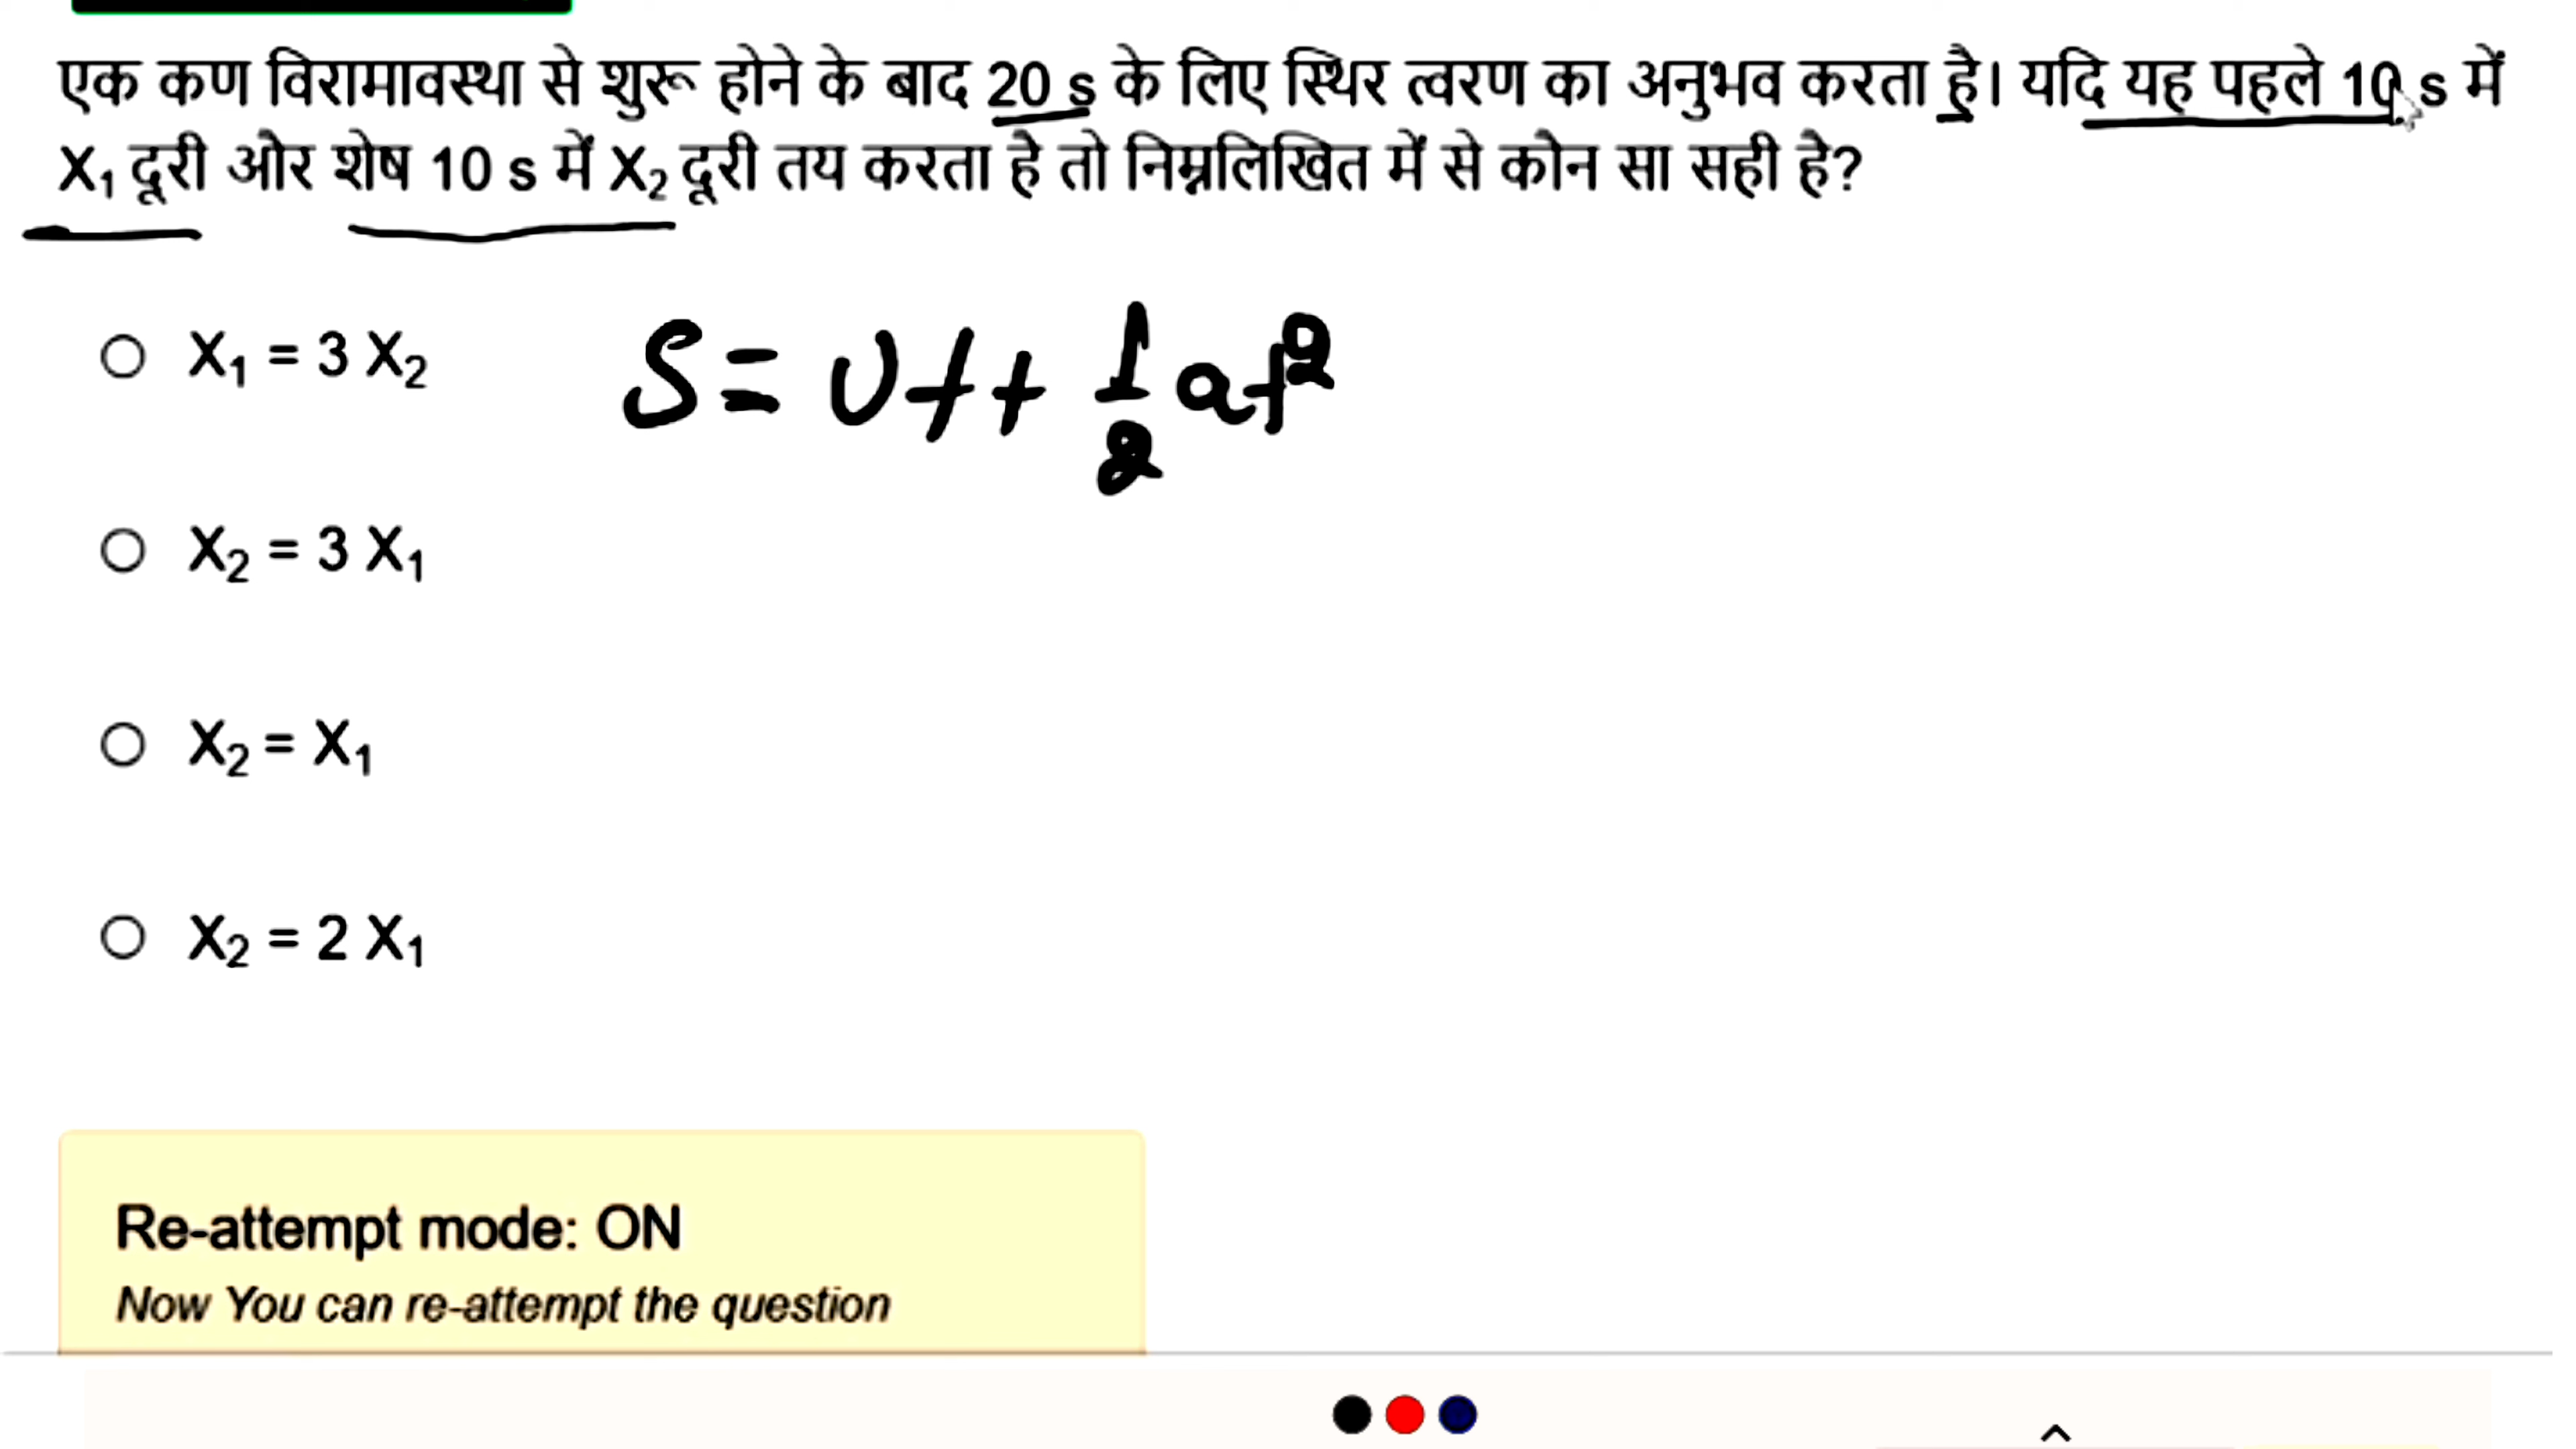 एक कण विरामावस्था से शुरू होने के बाद 20 s के लिए स्थिर त्वरण का अनुभव करता है। यदि यह पहले 10 s में
X₁ दूरी और शेष 10 s में X₂ दूरी तय करता है तो निम्नलिखित में से कौन सा सही है?
X₁ = 3 X₂
S = Ut + 1/2 at²
X₂ = 3 X₁
X₂ = X₁
X₂ = 2 X₁
Re-attempt mode: ON
Now You can re-attempt the question